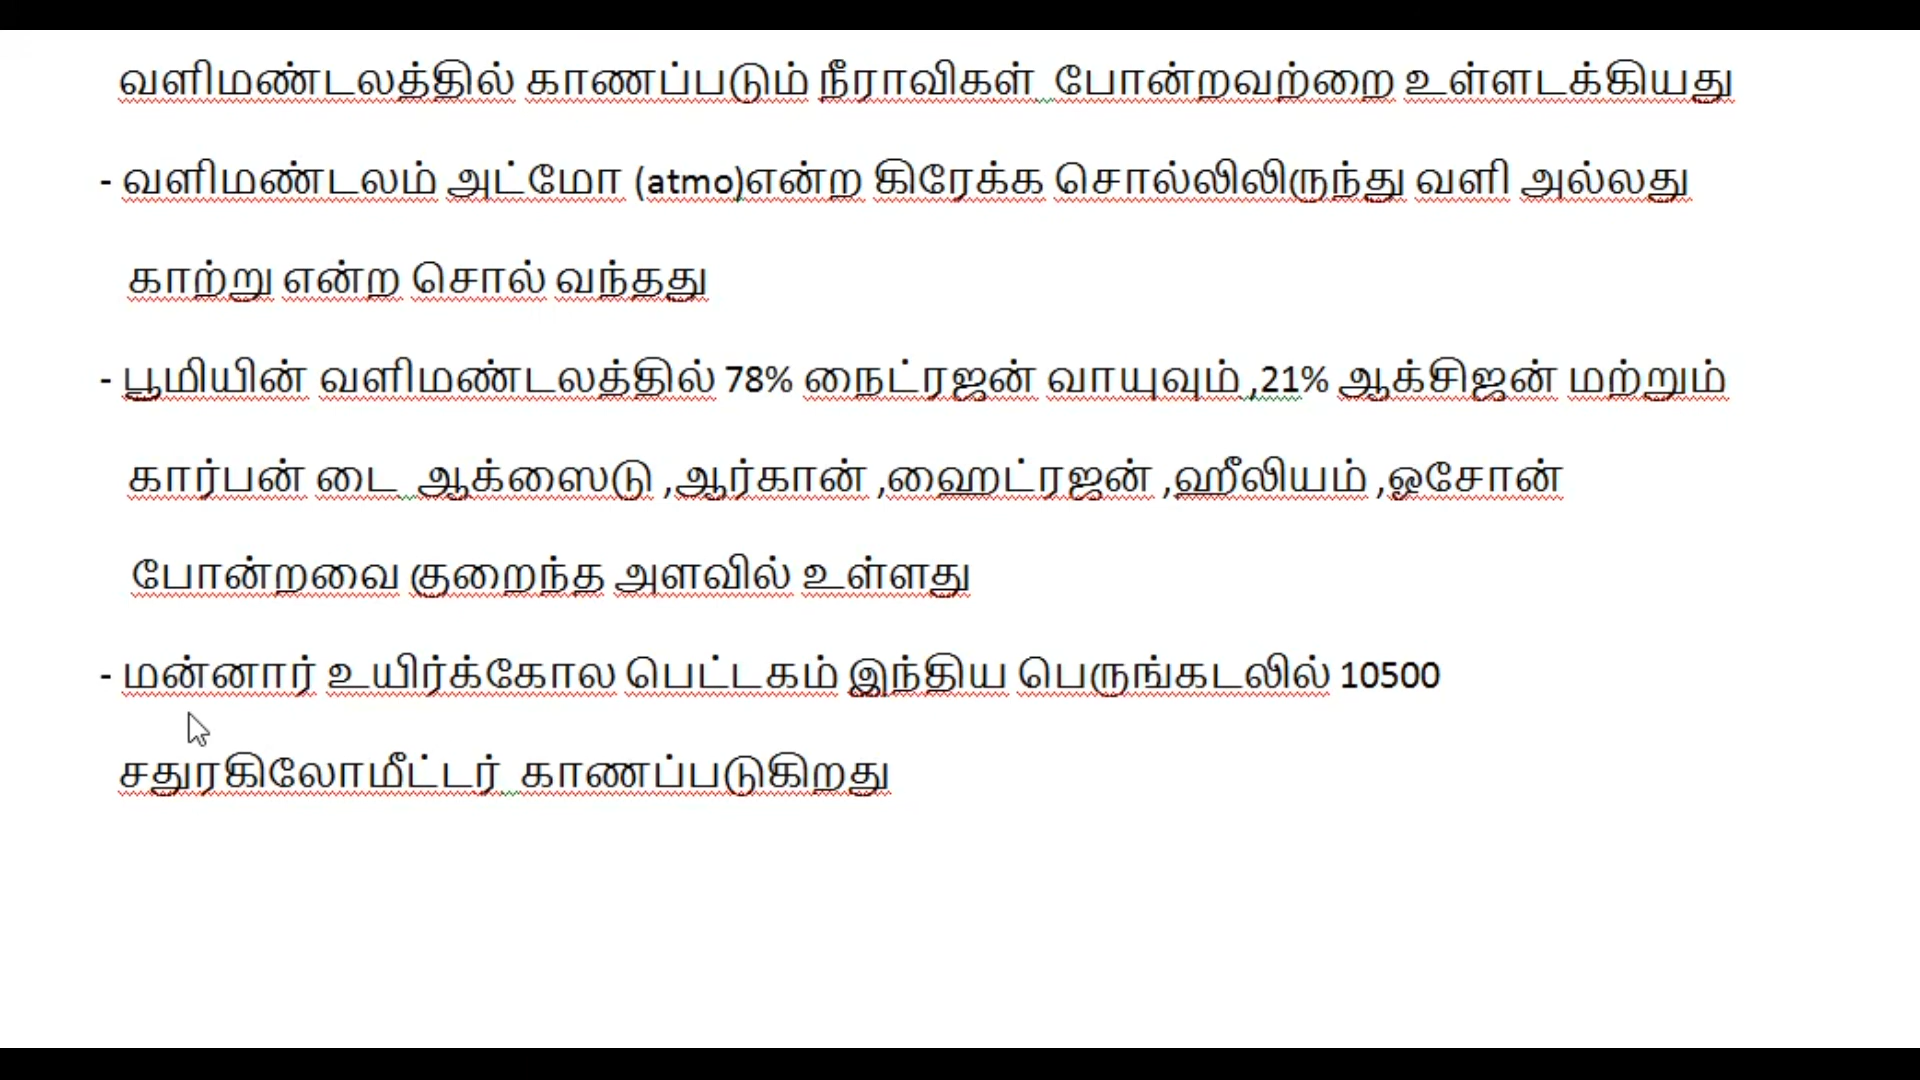 வளிமண்டலத்தில் காணப்படும் நீராவிகள் போன்றவற்றை உள்ளடக்கியது
- வளிமண்டலம் அட்மோ (atmo)என்ற கிரேக்க சொல்லிலிருந்து வளி அல்லது
காற்று என்ற சொல் வந்தது
- பூமியின் வளிமண்டலத்தில் 78% நைட்ரஜன் வாயுவும் ,21% ஆக்சிஜன் மற்றும்
கார்பன் டை ஆக்ஸைடு ,ஆர்கான் ,ஹைட்ரஜன் ,ஹீலியம் ,ஓசோன்
போன்றவை குறைந்த அளவில் உள்ளது
- மன்னார் உயிர்க்கோல பெட்டகம் இந்திய பெருங்கடலில் 10500
சதுரகிலோமீட்டர் காணப்படுகிறது